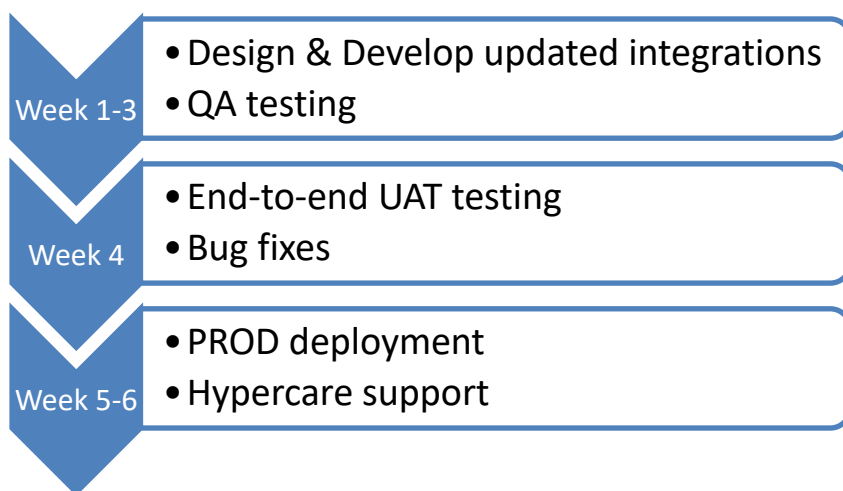 Week 1-3
• Design & Develop updated integrations
• QA testing
Week 4
• End-to-end UAT testing
• Bug fixes
Week 5-6
• PROD deployment
• Hypercare support